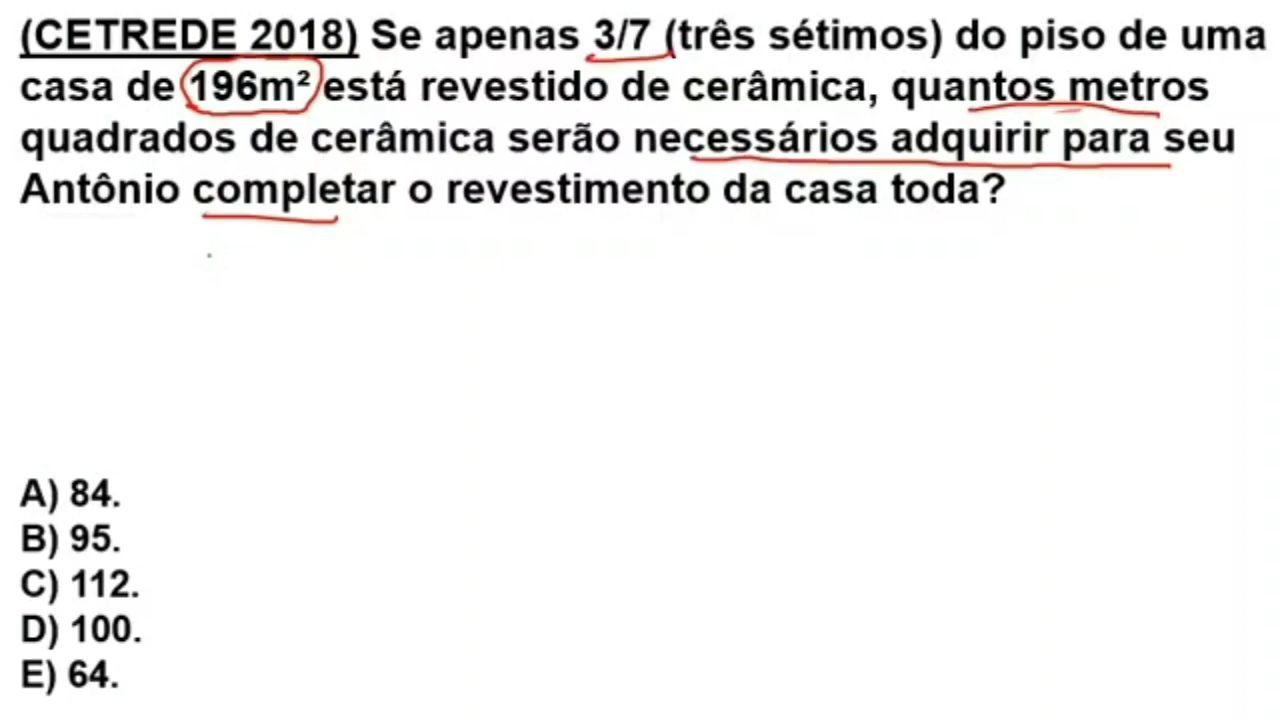 (CETREDE 2018) Se apenas 3/7 (três sétimos) do piso de uma
casa de 196m² está revestido de cerâmica, quantos metros
quadrados de cerâmica serão necessários adquirir para seu
Antônio completar o revestimento da casa toda?
A) 84.
B) 95.
C) 112.
D) 100.
E) 64.